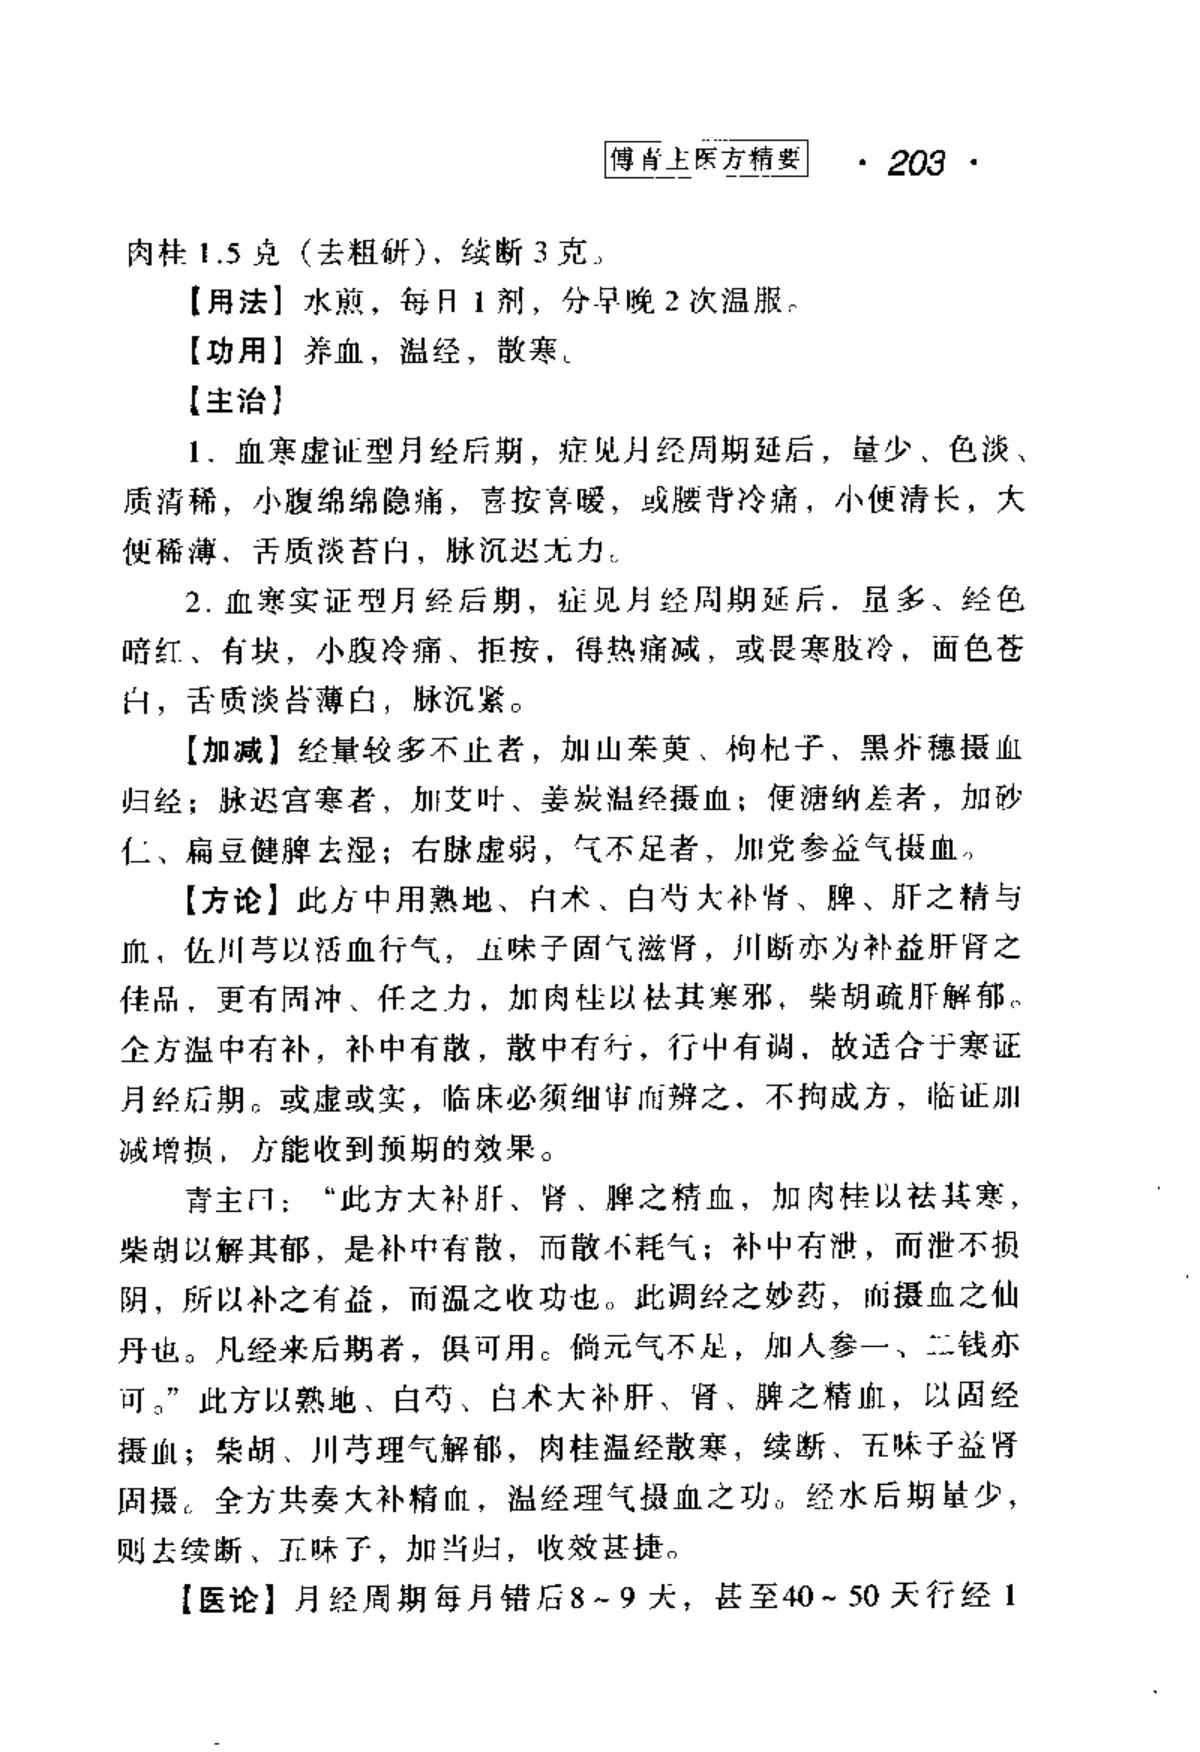 傅青主医方精要 · 203 ·
肉桂 1.5 克（去粗研），续断 3 克。
【用法】水煎，每日 1 剂，分早晚 2 次温服。
【功用】养血，温经，散寒。
【主治】
1. 血寒虚证型月经后期，症见月经周期延后，量少、色淡、
质清稀，小腹绵绵隐痛，喜按喜暖，或腰背冷痛，小便清长，大
便稀薄，舌质淡苔白，脉沉迟无力。
2. 血寒实证型月经后期，症见月经周期延后，量多、经色
暗红、有块，小腹冷痛、拒按，得热痛减，或畏寒肢冷，面色苍
白，舌质淡苔薄白，脉沉紧。
【加减】经量较多不止者，加山茱萸、枸杞子、黑芥穗摄血
归经；脉迟宫寒者，加艾叶、姜炭温经摄血；便溏纳差者，加砂
仁、扁豆健脾去湿；右脉虚弱，气不足者，加党参益气摄血。
【方论】此方中用熟地、白术、白芍大补肾、脾、肝之精与
血，佐川芎以活血行气，五味子固气滋肾，川断亦为补益肝肾之
佳品，更有固冲、任之力，加肉桂以祛其寒邪，柴胡疏肝解郁。
全方温中有补，补中有散，散中有行，行中有调，故适合于寒证
月经后期。或虚或实，临床必须细审而辨之，不拘成方，临证加
减增损，方能收到预期的效果。
青主曰：“此方大补肝、肾、脾之精血，加肉桂以祛其寒，
柴胡以解其郁，是补中有散，而散不耗气；补中有泄，而泄不损
阴，所以补之有益，而温之收功也。此调经之妙药，而摄血之仙
丹也。凡经来后期者，俱可用。倘元气不足，加人参一、二钱亦
可。”此方以熟地、白芍、白术大补肝、肾、脾之精血，以固经
摄血；柴胡、川芎理气解郁，肉桂温经散寒，续断、五味子益肾
固摄。全方共奏大补精血，温经理气摄血之功。经水后期量少，
则去续断、五味子，加当归，收效甚捷。
【医论】月经周期每月错后8~9 天，甚至40~50 天行经 1